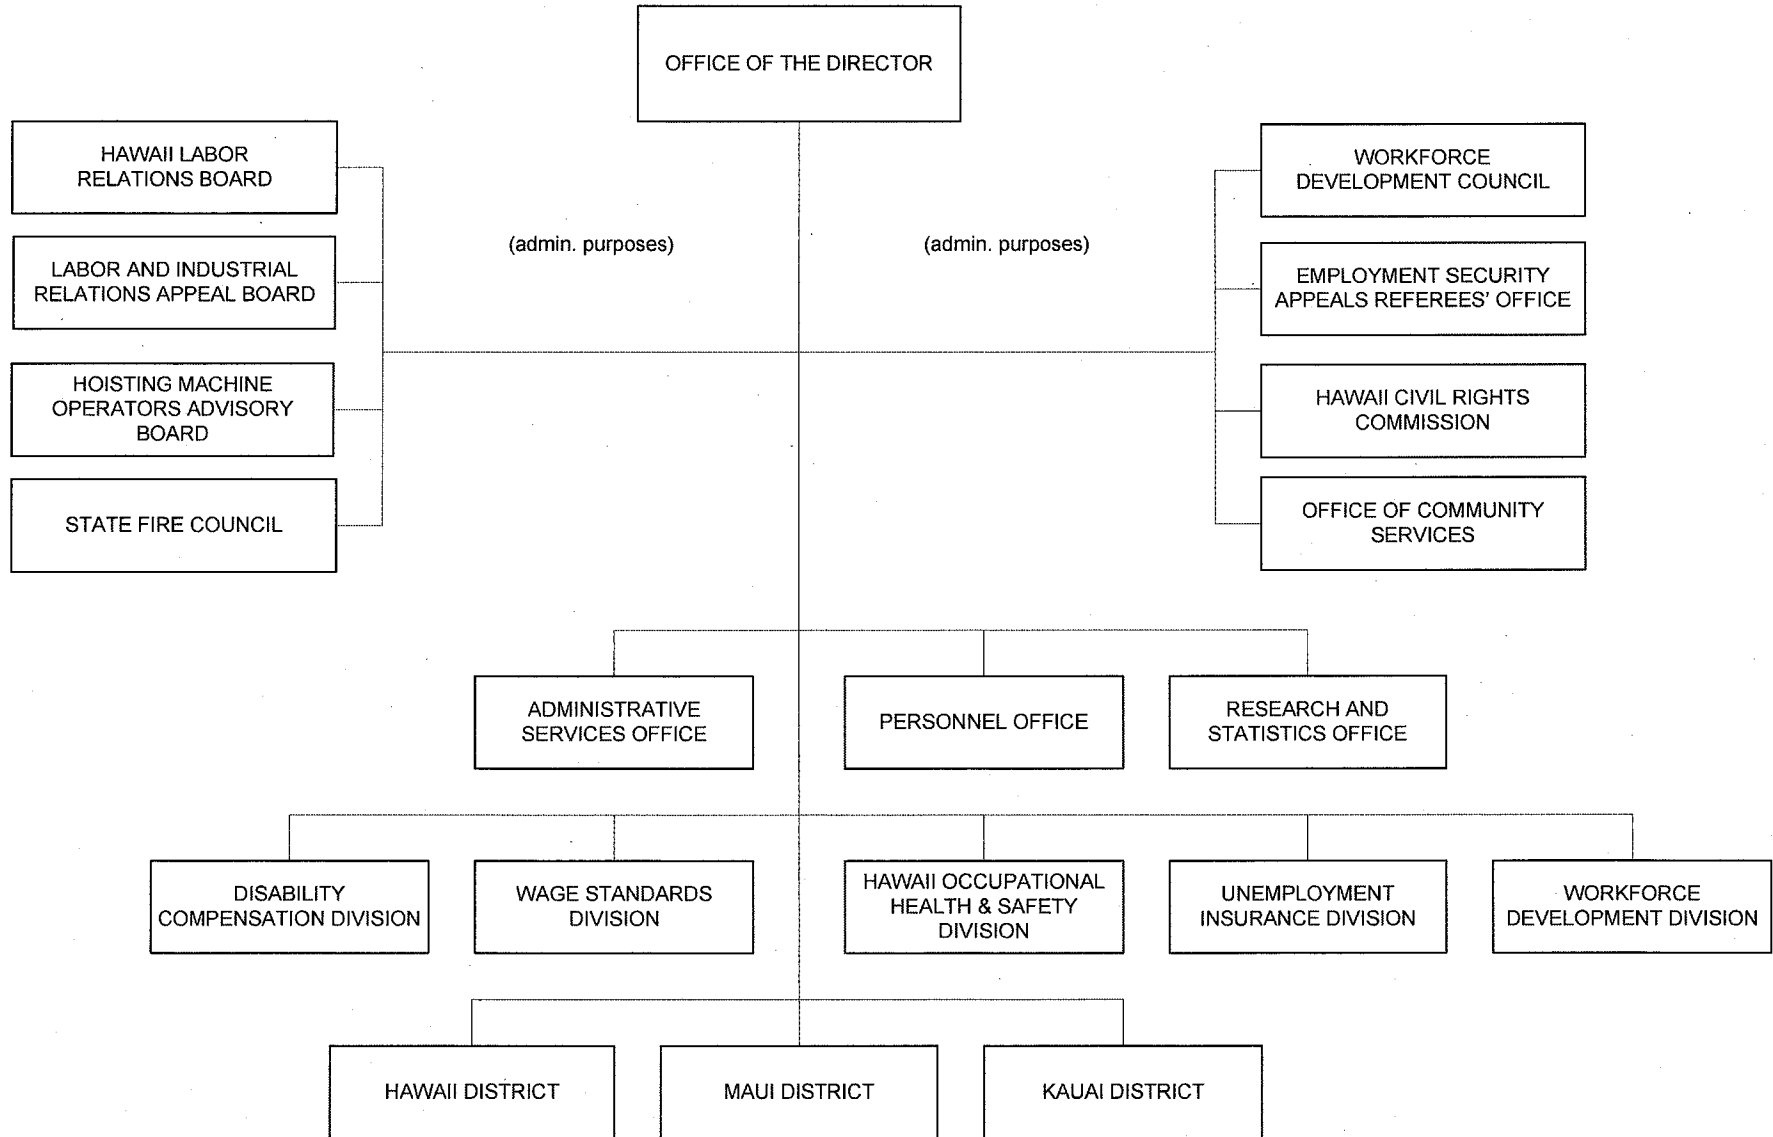 OFFICE OF THE DIRECTOR
HAWAII LABOR
RELATIONS BOARD
LABOR AND INDUSTRIAL
RELATIONS APPEAL BOARD
HOISTING MACHINE
OPERATORS ADVISORY
BOARD
STATE FIRE COUNCIL
(admin. purposes)
(admin. purposes)
WORKFORCE
DEVELOPMENT COUNCIL
EMPLOYMENT SECURITY
APPEALS REFEREES' OFFICE
HAWAII CIVIL RIGHTS
COMMISSION
OFFICE OF COMMUNITY
SERVICES
ADMINISTRATIVE
SERVICES OFFICE
PERSONNEL OFFICE
RESEARCH AND
STATISTICS OFFICE
DISABILITY
COMPENSATION DIVISION
WAGE STANDARDS
DIVISION
HAWAII OCCUPATIONAL
HEALTH & SAFETY
DIVISION
UNEMPLOYMENT
INSURANCE DIVISION
WORKFORCE
DEVELOPMENT DIVISION
HAWAII DISTRICT
MAUI DISTRICT
KAUAI DISTRICT